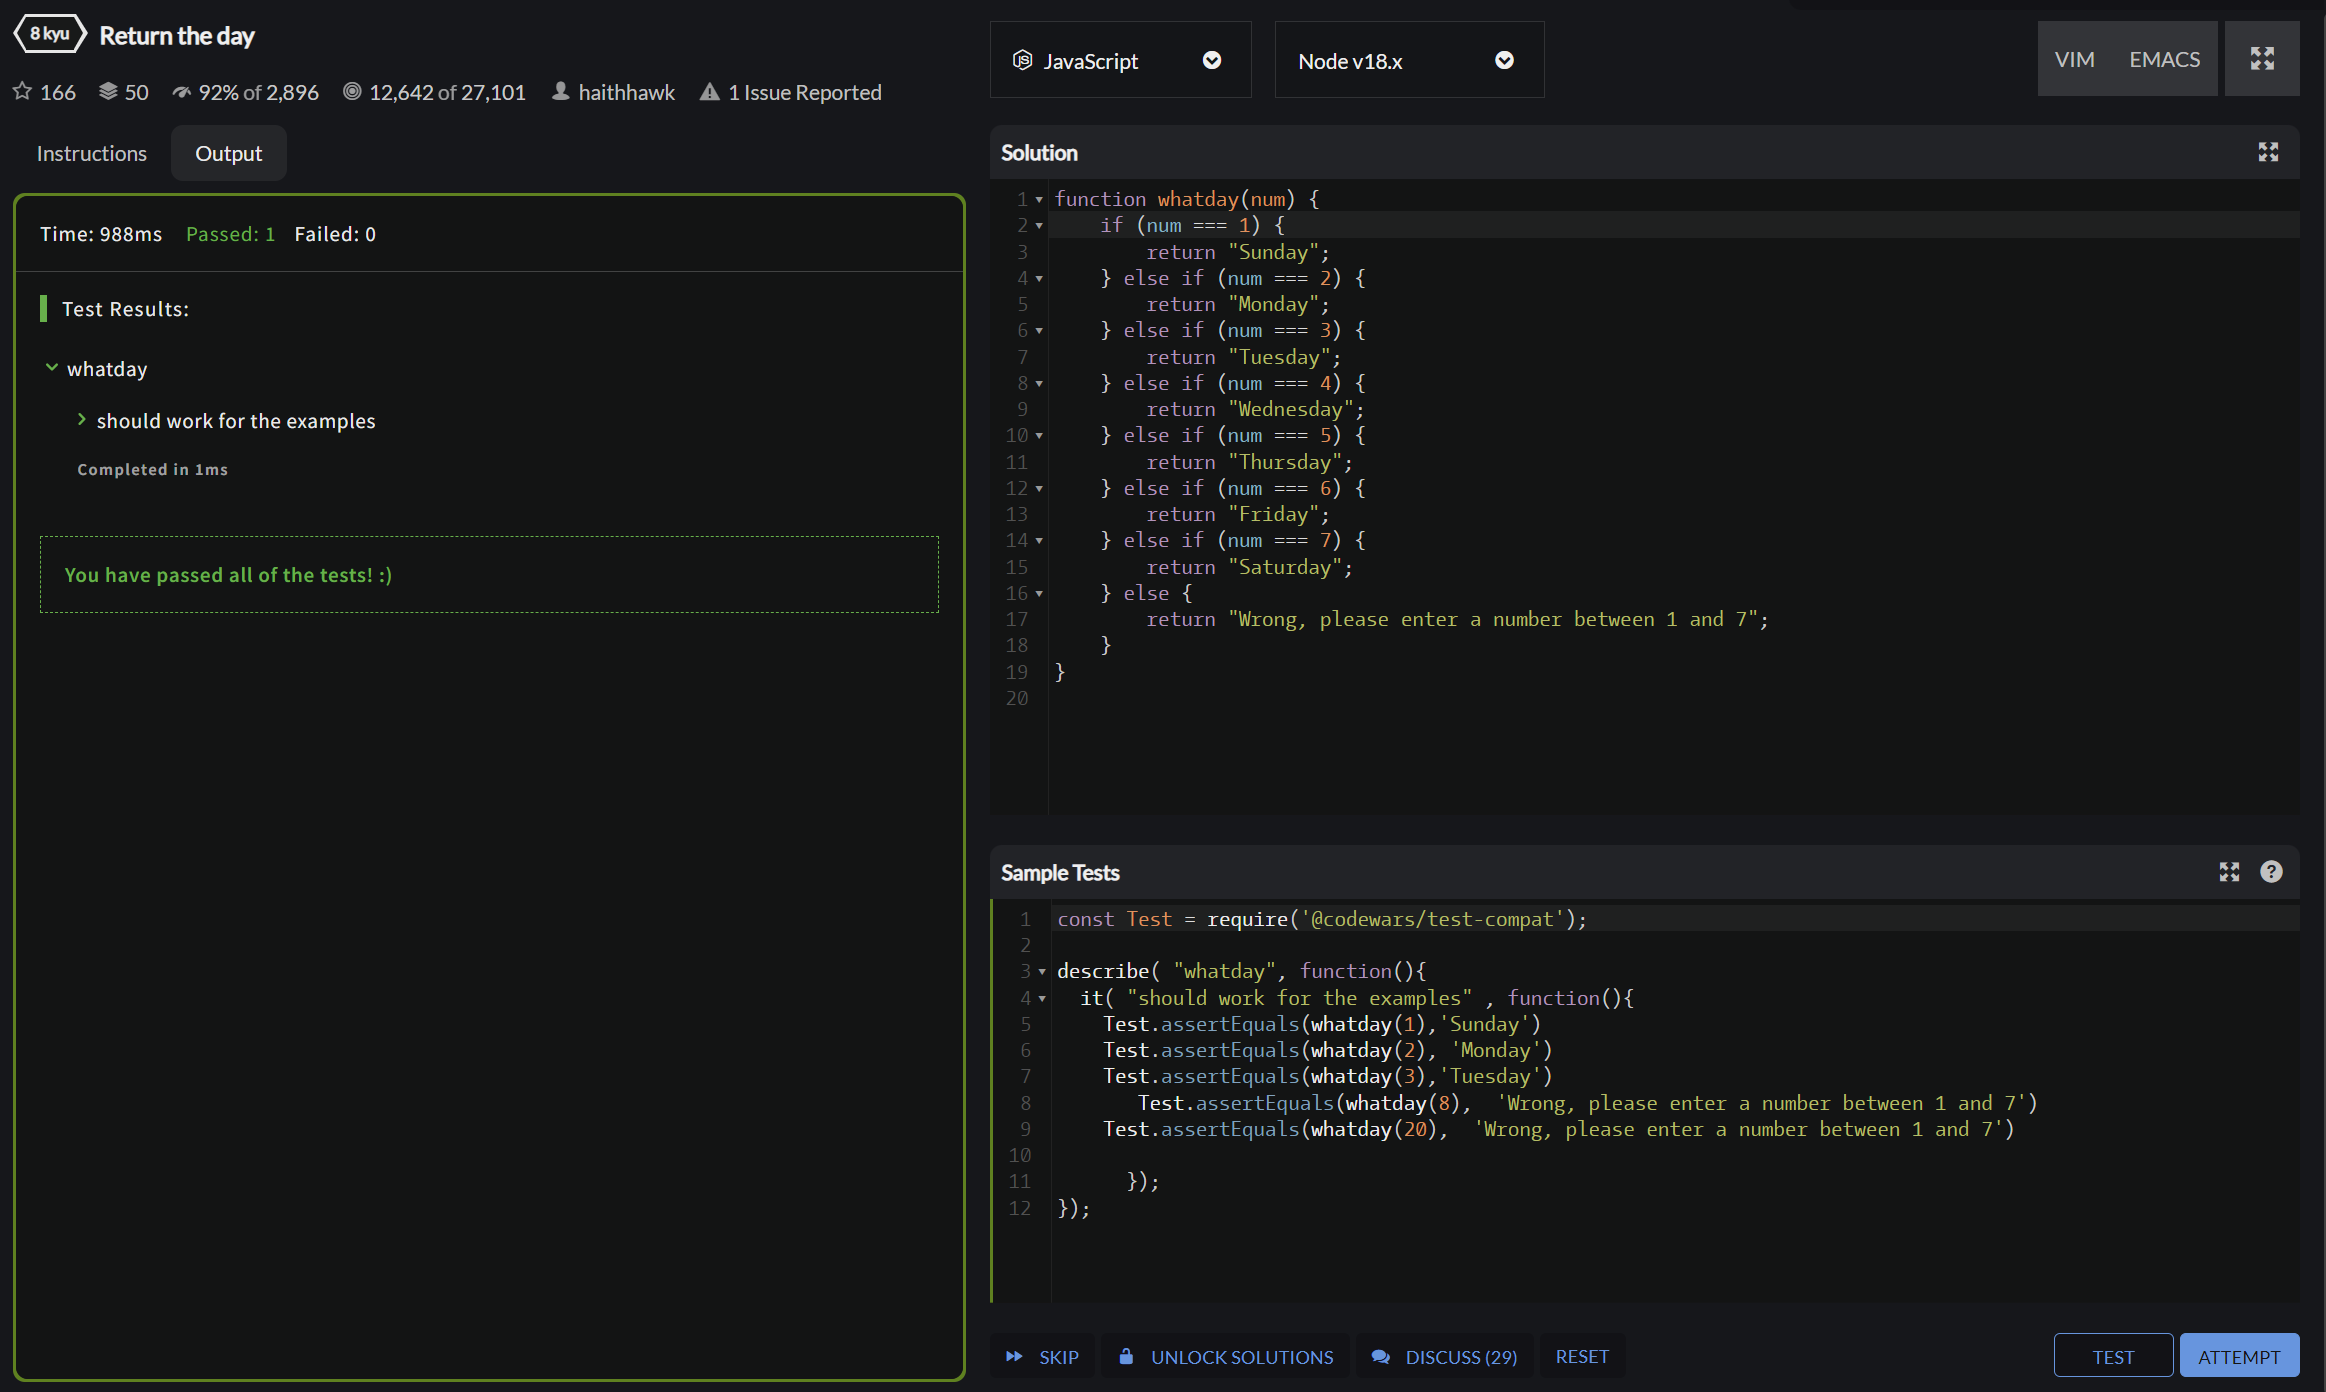 8 kyu Return the day
166 50 92% of 2,896 12,642 of 27,101 haithhawk 1 Issue Reported
Instructions Output
Time: 988ms Passed: 1 Failed: 0
Test Results:
whatday
should work for the examples
Completed in 1ms
You have passed all of the tests! :)
JS JavaScript Node v18.x VIM EMACS
Solution
1 function whatday(num) {
2     if (num === 1) {
3         return "Sunday";
4     } else if (num === 2) {
5         return "Monday";
6     } else if (num === 3) {
7         return "Tuesday";
8     } else if (num === 4) {
9         return "Wednesday";
10     } else if (num === 5) {
11         return "Thursday";
12     } else if (num === 6) {
13         return "Friday";
14     } else if (num === 7) {
15         return "Saturday";
16     } else {
17         return "Wrong, please enter a number between 1 and 7";
18     }
19 }
20
Sample Tests ?
1 const Test = require('@codewars/test-compat');
2
3 describe( "whatday", function(){
4   it( "should work for the examples" , function(){
5     Test.assertEquals(whatday(1),'Sunday')
6     Test.assertEquals(whatday(2), 'Monday')
7     Test.assertEquals(whatday(3),'Tuesday')
8        Test.assertEquals(whatday(8),  'Wrong, please enter a number between 1 and 7')
9     Test.assertEquals(whatday(20),  'Wrong, please enter a number between 1 and 7')
10
11       });
12 });
SKIP UNLOCK SOLUTIONS DISCUSS (29) RESET TEST ATTEMPT